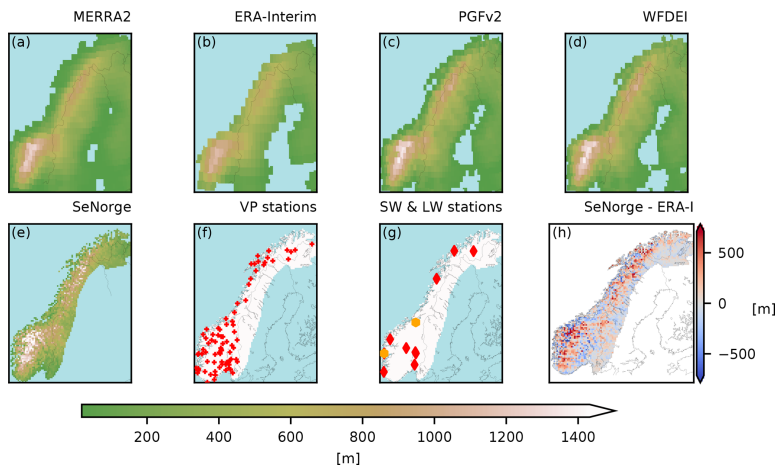 MERRA2 ERA-Interim PGFv2 WFDEI
(a) (b) (c) (d)
SeNorge VP stations SW & LW stations SeNorge - ERA-I
(e) (f) (g) (h)
500
0
[m]
−500
200 400 600 800 1000 1200 1400
[m]